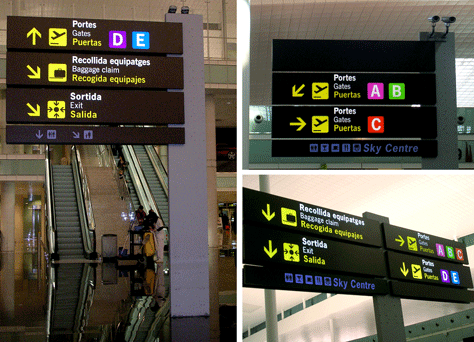 Portes
Gates
Puertas D E
Recollida equipatges
Baggage claim
Recogida equipajes
Sortida
Exit
Salida
Portes
Gates
Puertas A B
Portes
Gates
Puertas C
Sky Centre
Recollida equipatges
Baggage claim
Recogida equipajes
Sortida
Exit
Salida
Sky Centre
Portes
Gates
Puertas A B C
Portes
Gates
Puertas D E